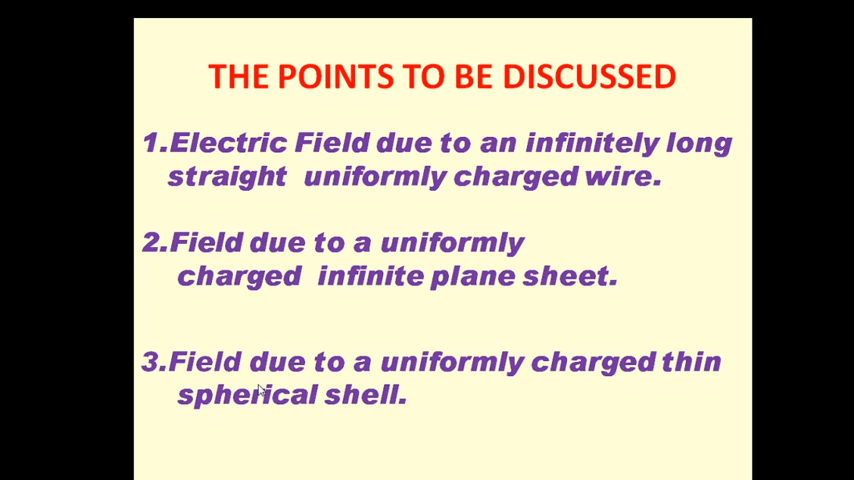 THE POINTS TO BE DISCUSSED
1.Electric Field due to an infinitely long
straight uniformly charged wire.
2.Field due to a uniformly
charged infinite plane sheet.
3.Field due to a uniformly charged thin
spherical shell.